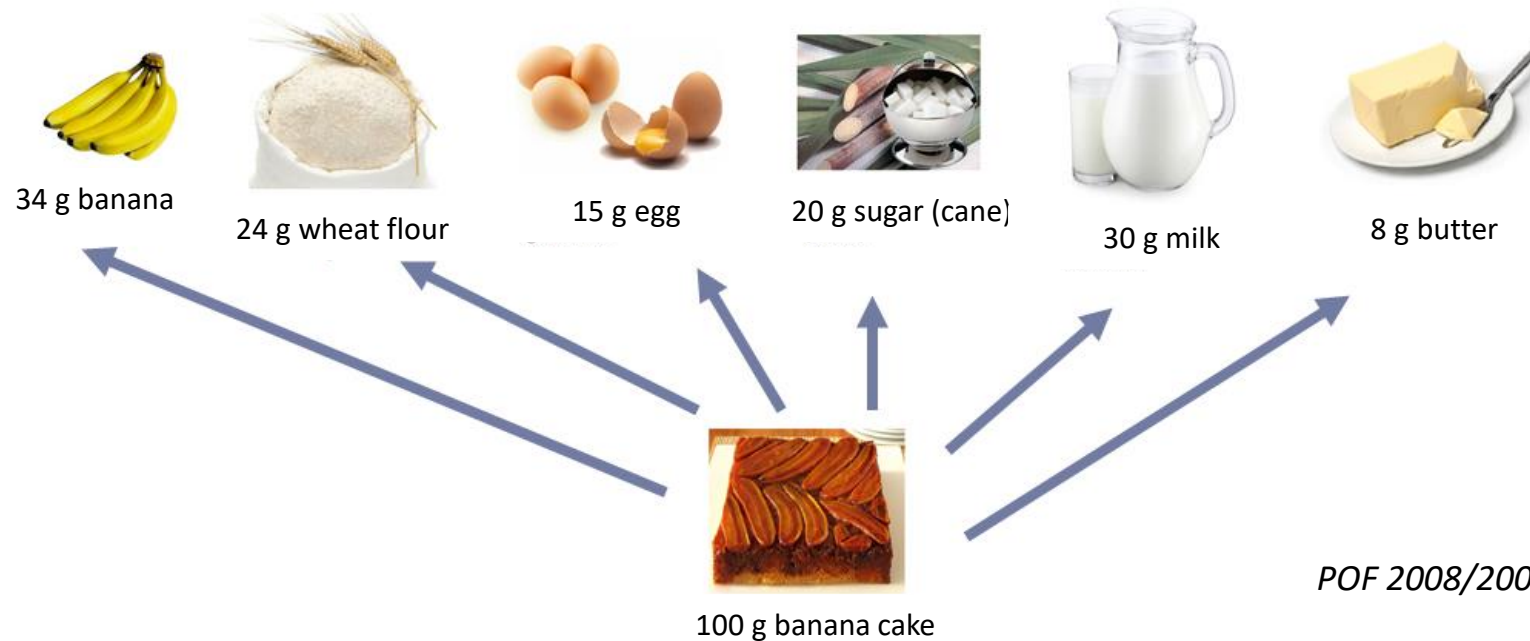 34 g banana
24 g wheat flour
15 g egg
20 g sugar (cane)
30 g milk
8 g butter
POF 2008/200
100 g banana cake